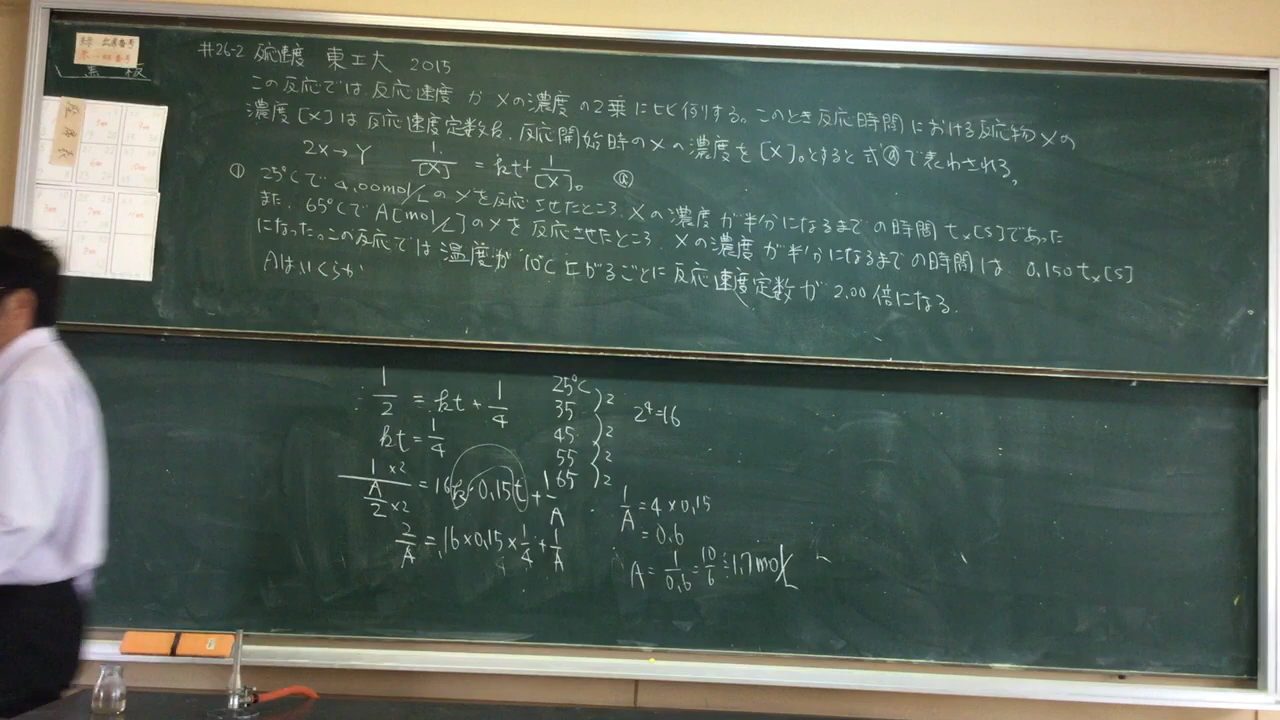 #26-2 反応速度 東工大 2015
この反応では反応速度がXの濃度の2乗に比例する。このとき反応時間における反応物Xの
濃度[X]は反応速度定数k 反応開始時のXの濃度を[X]₀とすると式ⓐで表わされる。
2X→Y 1/[X] = kt + 1/[X]₀ ⓐ
① 25°Cで4.00mol/LのXを反応させたところ、Xの濃度が半分になるまでの時間tx[s]であった
また、65°CでA[mol/L]のXを反応させたところ、Xの濃度が半分になるまでの時間は 0.150tx[s]
になった。この反応では温度が10°C上がるごとに反応速度定数が2.00倍になる.
Aはいくらか
1/2 = kt + 1/4
kt = 1/4
1×2/(A/2 ×2) = 16k・0.15t + 1/A
2/A = 16×0.15×1/4 + 1/A
25°C
35
45
55
65
2
2
2
2
2⁴=16
1/A = 4×0.15
= 0.6
A = 1/0.6 = 10/6 ≒ 1.7mol/L